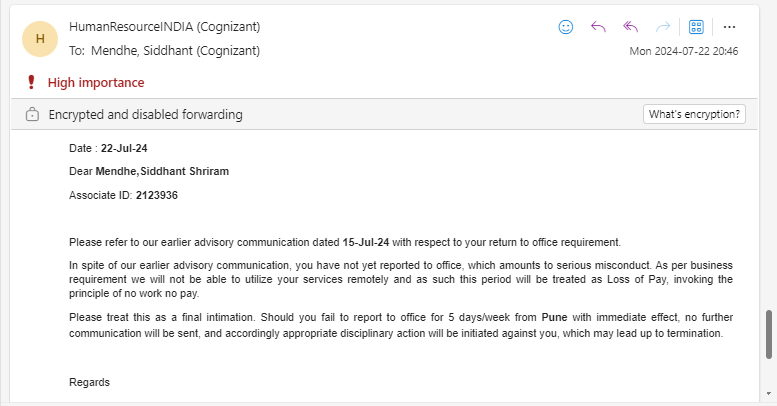 HumanResourceINDIA (Cognizant)
H
To: Mendhe, Siddhant (Cognizant)
Mon 2024-07-22 20:46
High importance
Encrypted and disabled forwarding
What's encryption?
Date : 22-Jul-24
Dear Mendhe,Siddhant Shriram
Associate ID: 2123936
Please refer to our earlier advisory communication dated 15-Jul-24 with respect to your return to office requirement.
In spite of our earlier advisory communication, you have not yet reported to office, which amounts to serious misconduct. As per business
requirement we will not be able to utilize your services remotely and as such this period will be treated as Loss of Pay, invoking the
principle of no work no pay.
Please treat this as a final intimation. Should you fail to report to office for 5 days/week from Pune with immediate effect, no further
communication will be sent, and accordingly appropriate disciplinary action will be initiated against you, which may lead up to termination.
Regards